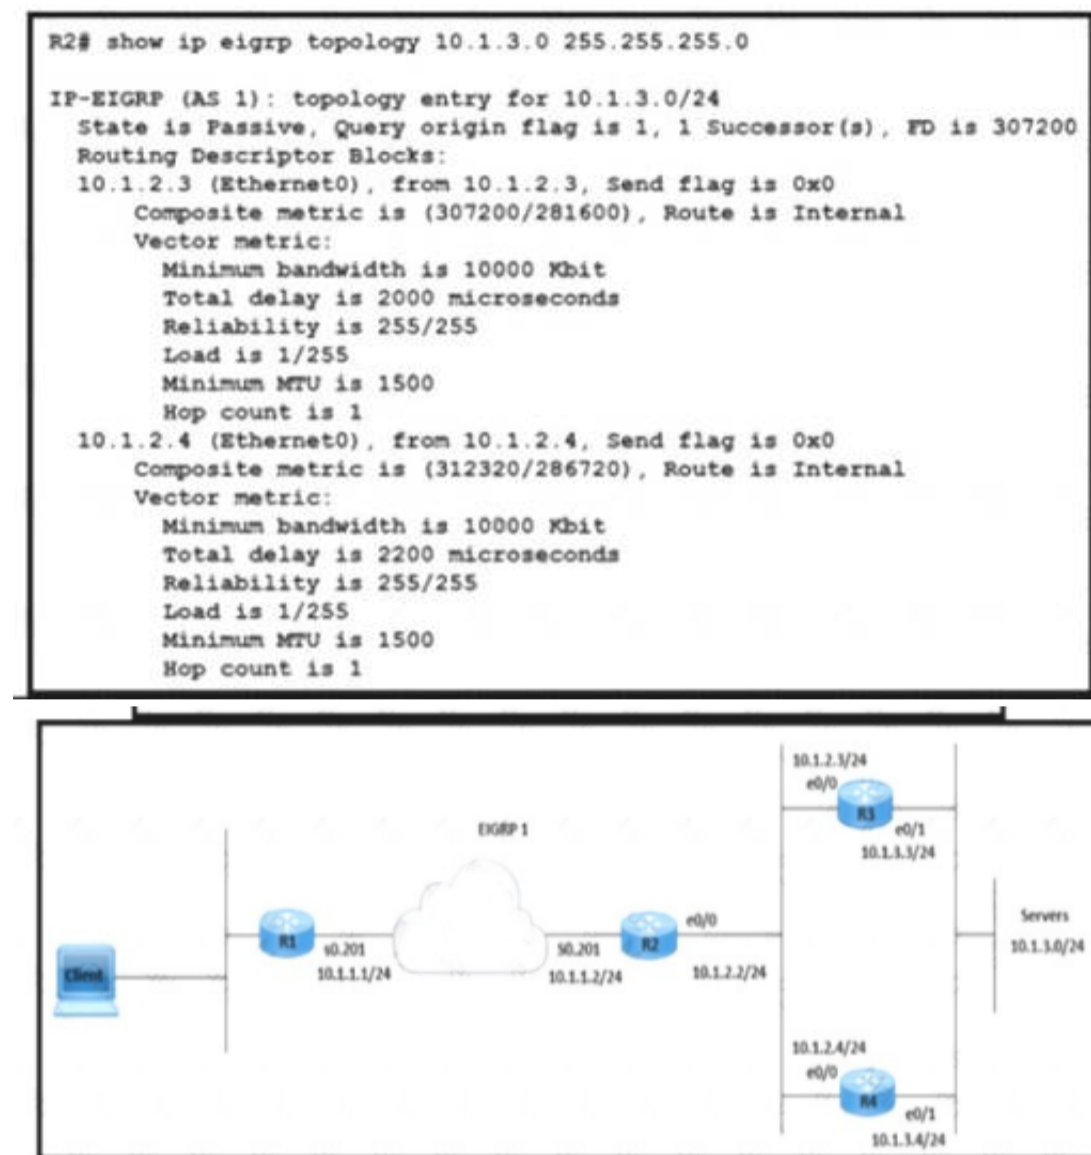 R2# show ip eigrp topology 10.1.3.0 255.255.255.0
IP-EIGRP (AS 1): topology entry for 10.1.3.0/24
State is Passive, Query origin flag is 1, 1 Successor(s), FD is 307200
Routing Descriptor Blocks:
10.1.2.3 (Ethernet0), from 10.1.2.3, Send flag is 0x0
Composite metric is (307200/281600), Route is Internal
Vector metric:
Minimum bandwidth is 10000 Kbit
Total delay is 2000 microseconds
Reliability is 255/255
Load is 1/255
Minimum MTU is 1500
Hop count is 1
10.1.2.4 (Ethernet0), from 10.1.2.4, Send flag is 0x0
Composite metric is (312320/286720), Route is Internal
Vector metric:
Minimum bandwidth is 10000 Kbit
Total delay is 2200 microseconds
Reliability is 255/255
Load is 1/255
Minimum MTU is 1500
Hop count is 1
10.1.2.3/24
e0/0
R3
e0/1
10.1.3.3/24
EIGRP 1
Client
R1
s0.201
10.1.1.1/24
S0.201
10.1.1.2/24
R2
e0/0
10.1.2.2/24
Servers
10.1.3.0/24
10.1.2.4/24
e0/0
R4
e0/1
10.1.3.4/24